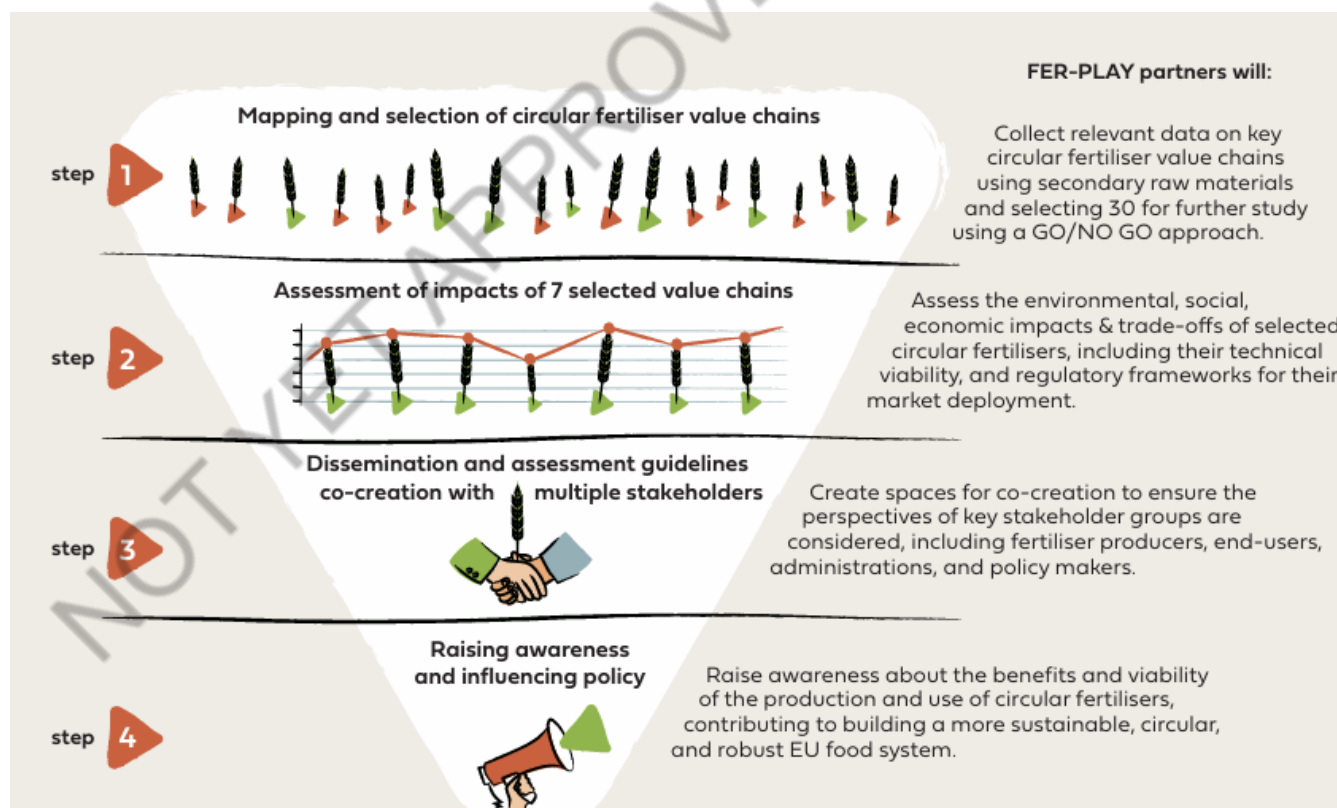 FER-PLAY partners will:
Mapping and selection of circular fertiliser value chains
step 1
Collect relevant data on key
circular fertiliser value chains
using secondary raw materials
and selecting 30 for further study
using a GO/NO GO approach.
Assessment of impacts of 7 selected value chains
step 2
Assess the environmental, social,
economic impacts & trade-offs of selected
circular fertilisers, including their technical
viability, and regulatory frameworks for their
market deployment.
Dissemination and assessment guidelines
co-creation with multiple stakeholders
step 3
Create spaces for co-creation to ensure the
perspectives of key stakeholder groups are
considered, including fertiliser producers, end-users,
administrations, and policy makers.
Raising awareness
and influencing policy
step 4
Raise awareness about the benefits and viability
of the production and use of circular fertilisers,
contributing to building a more sustainable, circular,
and robust EU food system.
NOT YET APPROV